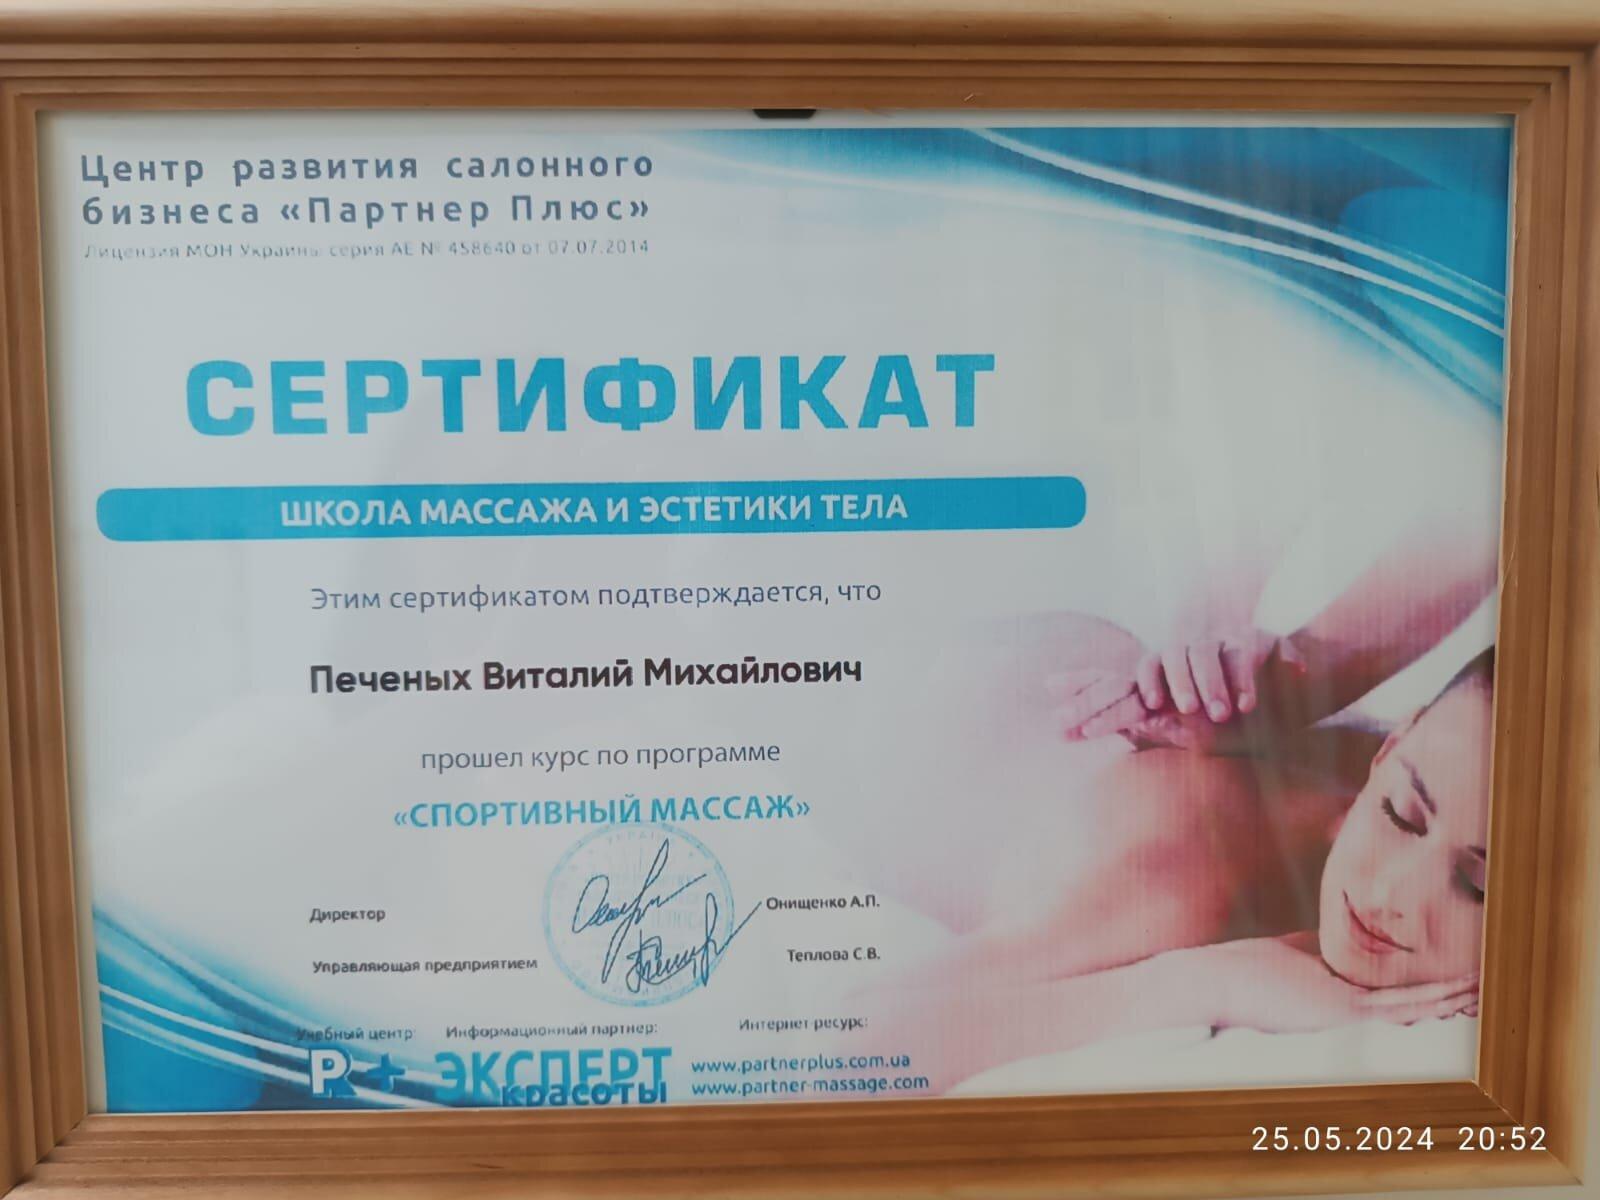 Центр развития салонного
бизнеса «Партнер Плюс»
Лицензия МОН Украины серия АЕ № 458640 от 07.07.2014
СЕРТИФИКАТ
ШКОЛА МАССАЖА И ЭСТЕТИКИ ТЕЛА
Этим сертификатом подтверждается, что
Печеных Виталий Михайлович
прошел курс по программе
«СПОРТИВНЫЙ МАССАЖ»
Директор
Онищенко А.П.
Управляющая предприятием
Теплова С.В.
Учебный центр:
Информационный партнер:
Интернет-ресурс:
P+
ЭКСПЕРТ
красоты
www.partnerplus.com.ua
www.partner-massage.com
25.05.2024 20:52